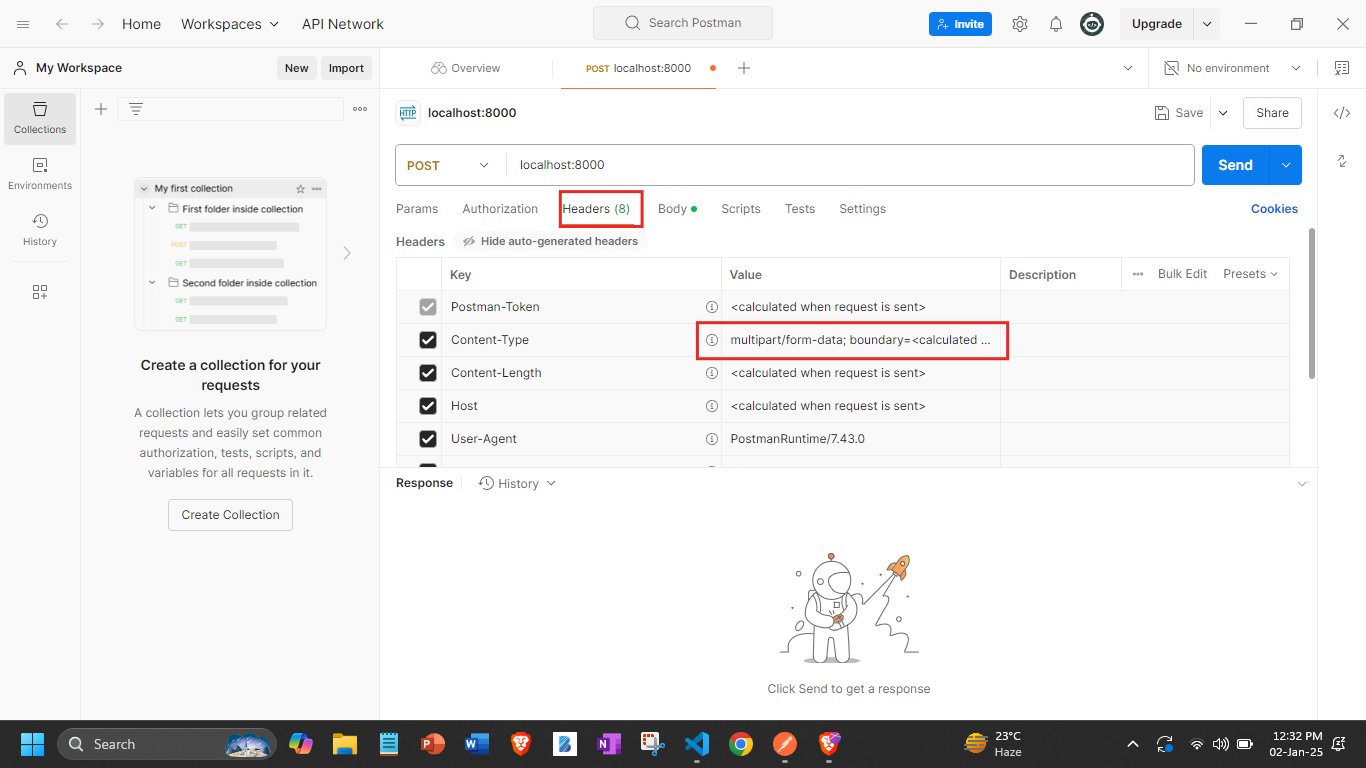 Home Workspaces API Network Search Postman Invite Upgrade
My Workspace New Import Overview POST localhost:8000 No environment
Collections
Environments
History
My first collection
First folder inside collection
GET
POST
GET
Second folder inside collection
GET
GET
Create a collection for your
requests
A collection lets you group related
requests and easily set common
authorization, tests, scripts, and
variables for all requests in it.
Create Collection
HTTP localhost:8000 Save Share
POST localhost:8000 Send
Params Authorization Headers (8) Body Scripts Tests Settings Cookies
Headers Hide auto-generated headers
Key Value Description Bulk Edit Presets
Postman-Token <calculated when request is sent>
Content-Type multipart/form-data; boundary=<calculated ...
Content-Length <calculated when request is sent>
Host <calculated when request is sent>
User-Agent PostmanRuntime/7.43.0
Response History
Click Send to get a response
Search 23°C 12:32 PM
Haze 02-Jan-25